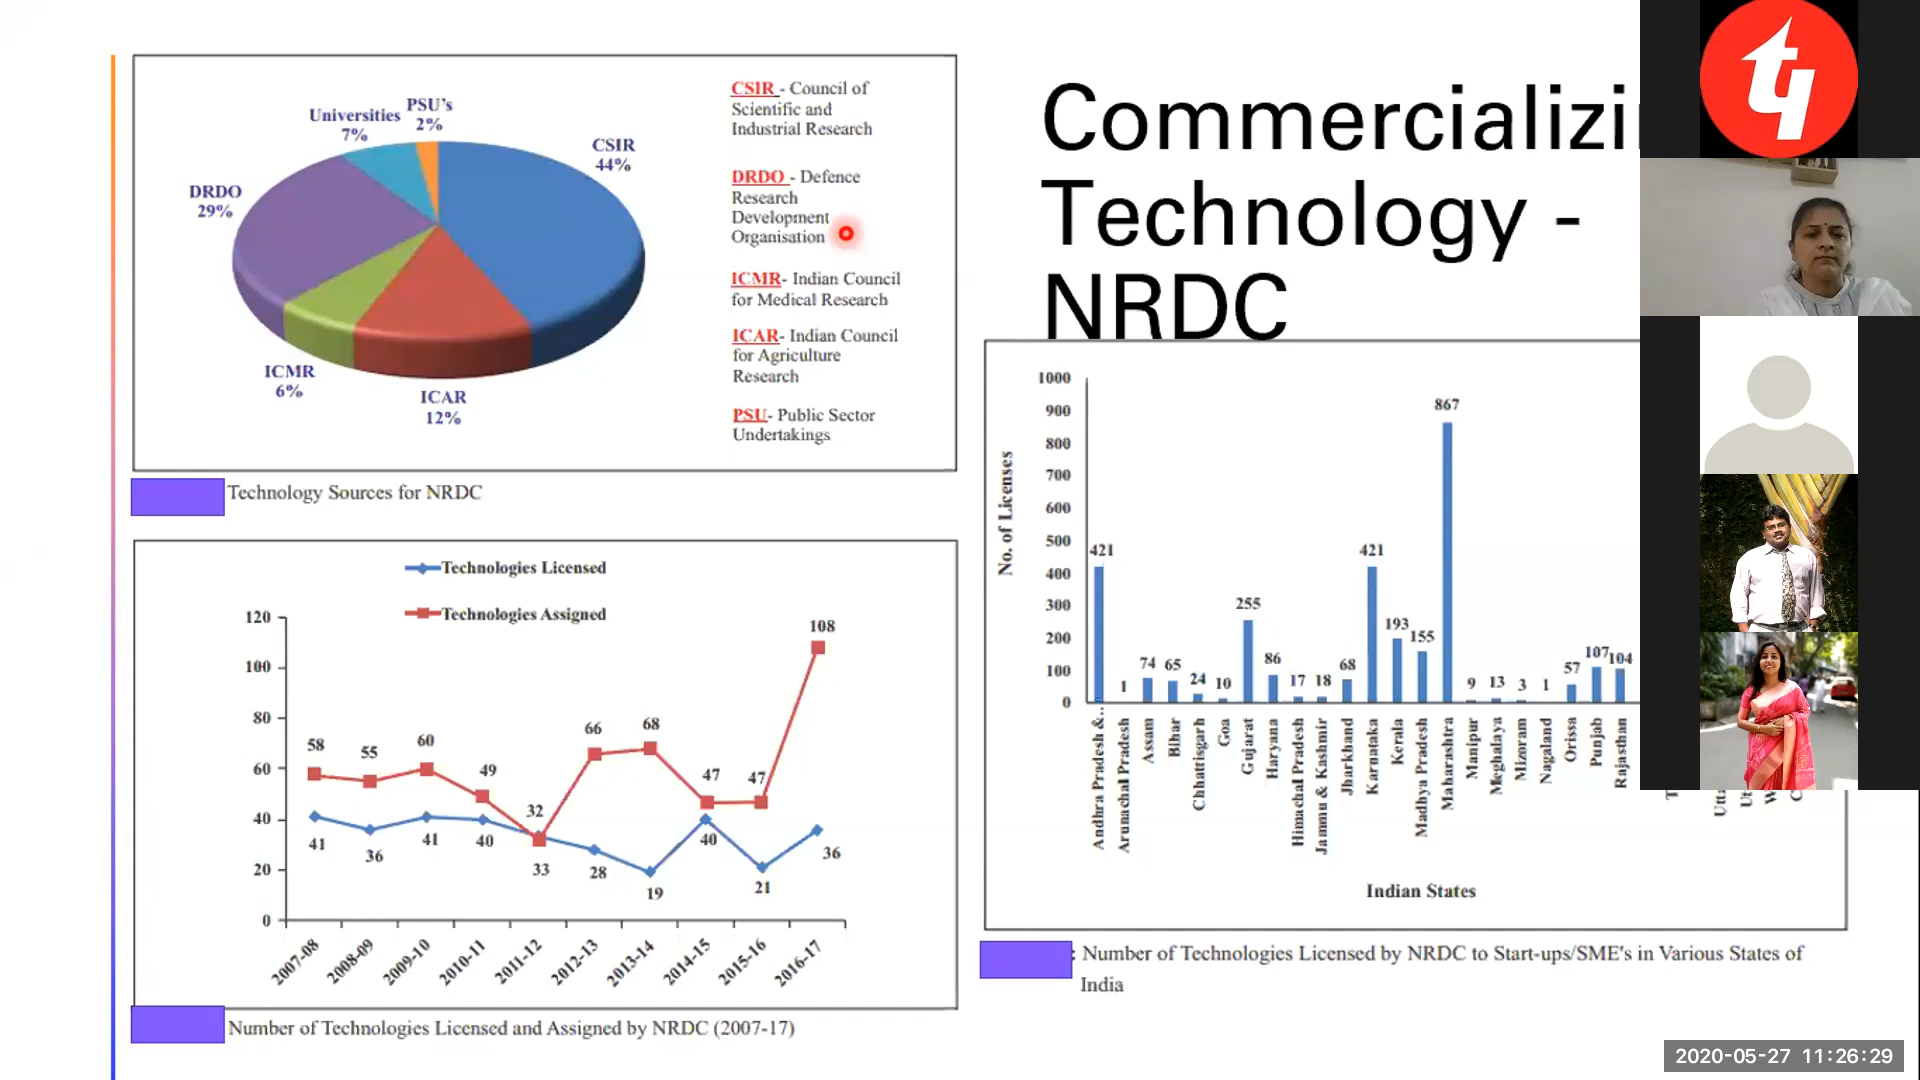 Commercializi
Technology -
NRDC
Universities
7%
PSU's
2%
CSIR
44%
DRDO
29%
ICMR
6%
ICAR
12%
CSIR - Council of
Scientific and
Industrial Research
DRDO - Defence
Research
Development
Organisation
ICMR- Indian Council
for Medical Research
ICAR- Indian Council
for Agriculture
Research
PSU- Public Sector
Undertakings
Technology Sources for NRDC
Technologies Licensed
Technologies Assigned
120
100
80
60
40
20
0
58
55
60
49
32
66
68
47
47
108
41
36
41
40
33
28
19
40
21
36
2007-08
2008-09
2009-10
2010-11
2011-12
2012-13
2013-14
2014-15
2015-16
2016-17
Number of Technologies Licensed and Assigned by NRDC (2007-17)
No. of Licenses
1000
900
800
700
600
500
400
300
200
100
0
421
1
74
65
24
10
255
86
17
18
68
421
193
155
867
9
13
3
1
57
107
104
Andhra Pradesh &..
Arunachal Pradesh
Assam
Bihar
Chhattisgarh
Goa
Gujarat
Haryana
Himachal Pradesh
Jammu & Kashmir
Jharkhand
Karnataka
Kerala
Madhya Pradesh
Maharashtra
Manipur
Meghalaya
Mizoram
Nagaland
Orissa
Punjab
Rajasthan
Indian States
: Number of Technologies Licensed by NRDC to Start-ups/SME's in Various States of
India
2020-05-27 11:26:29